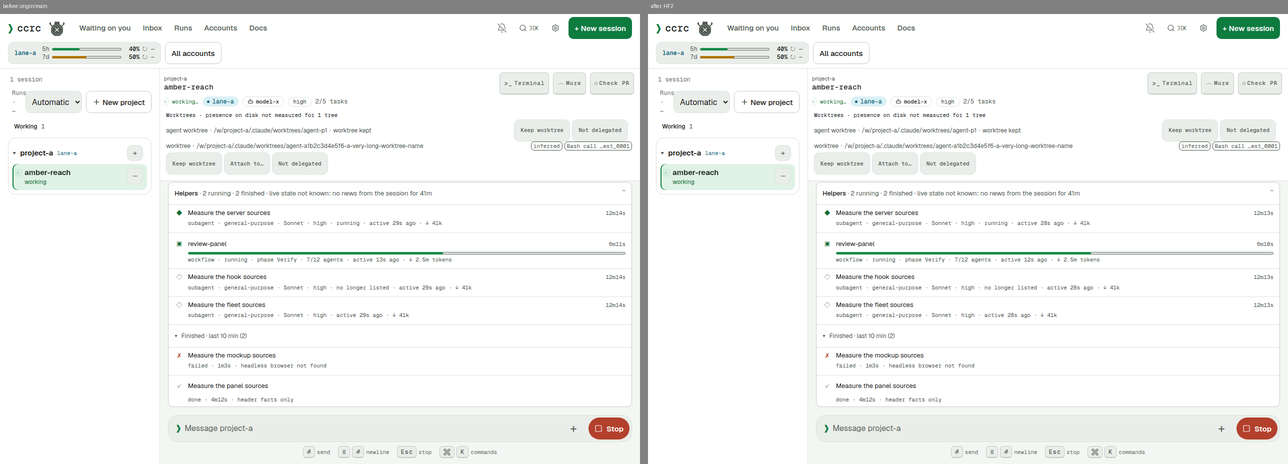 before origin/main
ccrc Waiting on you Inbox Runs Accounts Docs ⌘K + New session
lane-a 5h 40% –
7d 50% –
All accounts
1 session
Runs
-
–
Automatic
+ New project
Working 1
project-a lane-a +
amber-reach
working
project-a
amber-reach
>_ Terminal
··· More
Check PR
working… lane-a model-x high 2/5 tasks
Worktrees · presence on disk not measured for 1 tree
agent worktree · /w/project-a/.claude/worktrees/agent-p1 · worktree kept
Keep worktree Not delegated
worktree · /w/project-a/.claude/worktrees/agent-a1b2c3d4e5f6-a-very-long-worktree-name
inferred Bash call …est_0001
Keep worktree Attach to… Not delegated
Helpers · 2 running · 2 finished · live state not known: no news from the session for 41m
Measure the server sources 12m14s
subagent · general-purpose · Sonnet · high · running · active 29s ago · ↓ 41k
review-panel 6m11s
workflow · running · phase Verify · 7/12 agents · active 13s ago · ↓ 2.5m tokens
Measure the hook sources 12m14s
subagent · general-purpose · Sonnet · high · no longer listed · active 29s ago · ↓ 41k
Measure the fleet sources 12m14s
subagent · general-purpose · Sonnet · high · active 29s ago · ↓ 41k
Finished · last 10 min (2)
Measure the mockup sources
failed · 1m3s · headless browser not found
Measure the panel sources
done · 4m12s · header facts only
Message project-a
+
Stop
send newline Esc stop ⌘ K commands
after HF2
ccrc Waiting on you Inbox Runs Accounts Docs ⌘K + New session
lane-a 5h 40% –
7d 50% –
All accounts
1 session
Runs
-
–
Automatic
+ New project
Working 1
project-a lane-a +
amber-reach
working
project-a
amber-reach
>_ Terminal
··· More
Check PR
working… lane-a model-x high 2/5 tasks
Worktrees · presence on disk not measured for 1 tree
agent worktree · /w/project-a/.claude/worktrees/agent-p1 · worktree kept
Keep worktree Not delegated
worktree · /w/project-a/.claude/worktrees/agent-a1b2c3d4e5f6-a-very-long-worktree-name
inferred Bash call …est_0001
Keep worktree Attach to… Not delegated
Helpers · 2 running · 2 finished · live state not known: no news from the session for 41m
Measure the server sources 12m13s
subagent · general-purpose · Sonnet · high · running · active 28s ago · ↓ 41k
review-panel 6m10s
workflow · running · phase Verify · 7/12 agents · active 12s ago · ↓ 2.5m tokens
Measure the hook sources 12m13s
subagent · general-purpose · Sonnet · high · no longer listed · active 28s ago · ↓ 41k
Measure the fleet sources 12m13s
subagent · general-purpose · Sonnet · high · active 28s ago · ↓ 41k
Finished · last 10 min (2)
Measure the mockup sources
failed · 1m3s · headless browser not found
Measure the panel sources
done · 4m12s · header facts only
Message project-a
+
Stop
send newline Esc stop ⌘ K commands